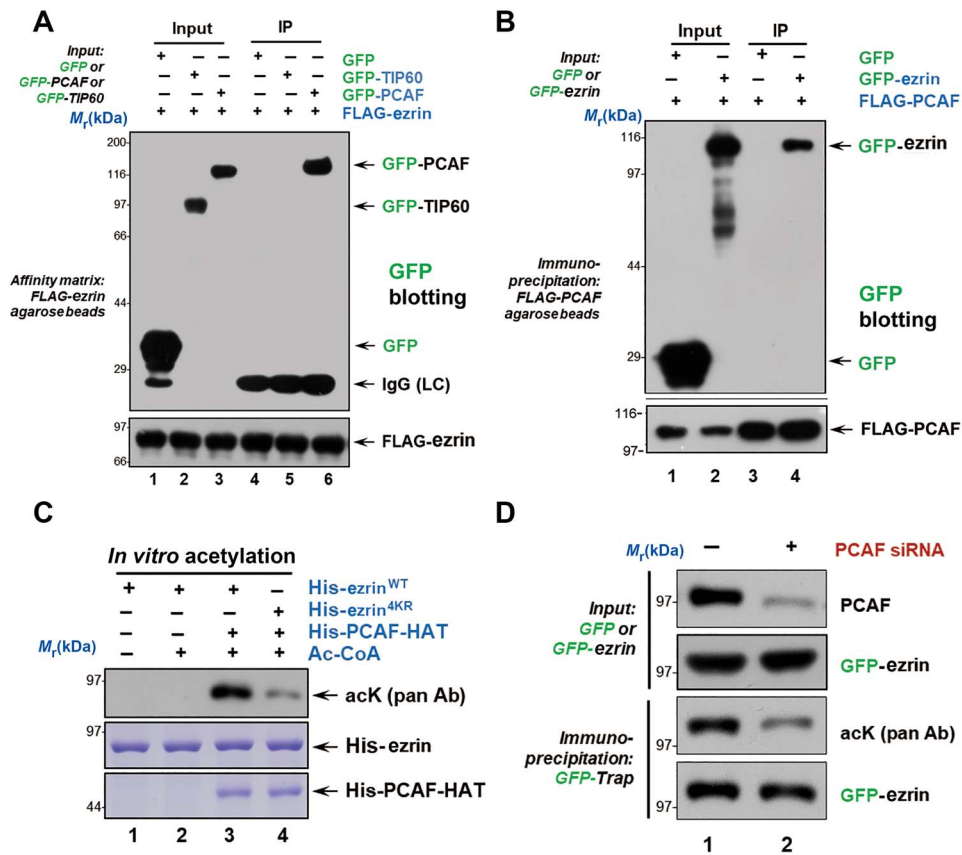 A
Input IP
Input:
GFP or
GFP-PCAF or
GFP-TIP60
+ – – + – – GFP
– + – – + – GFP-TIP60
– – + – – + GFP-PCAF
+ + + + + + FLAG-ezrin
Mr(kDa)
200-
116-
97-
66-
44-
29-
GFP-PCAF
GFP-TIP60
Affinity matrix:
FLAG-ezrin
agarose beads
GFP
blotting
GFP
IgG (LC)
97-
66-
FLAG-ezrin
1 2 3 4 5 6
B
Input IP
Input:
GFP or
GFP-ezrin
+ – + – GFP
– + – + GFP-ezrin
+ + + + FLAG-PCAF
Mr(kDa)
116-
97-
44-
29-
GFP-ezrin
Immuno-
precipitation:
FLAG-PCAF
agarose beads
GFP
blotting
GFP
116-
97-
FLAG-PCAF
1 2 3 4
C
In vitro acetylation
+ + + – His-ezrinWT
– – – + His-ezrin4KR
– – + + His-PCAF-HAT
– + + + Ac-CoA
Mr(kDa)
97-
acK (pan Ab)
97-
His-ezrin
His-PCAF-HAT
44-
1 2 3 4
D
Mr(kDa) – + PCAF siRNA
Input:
GFP or
GFP-ezrin
97- PCAF
97- GFP-ezrin
Immuno-
precipitation:
GFP-Trap
97- acK (pan Ab)
97- GFP-ezrin
1 2